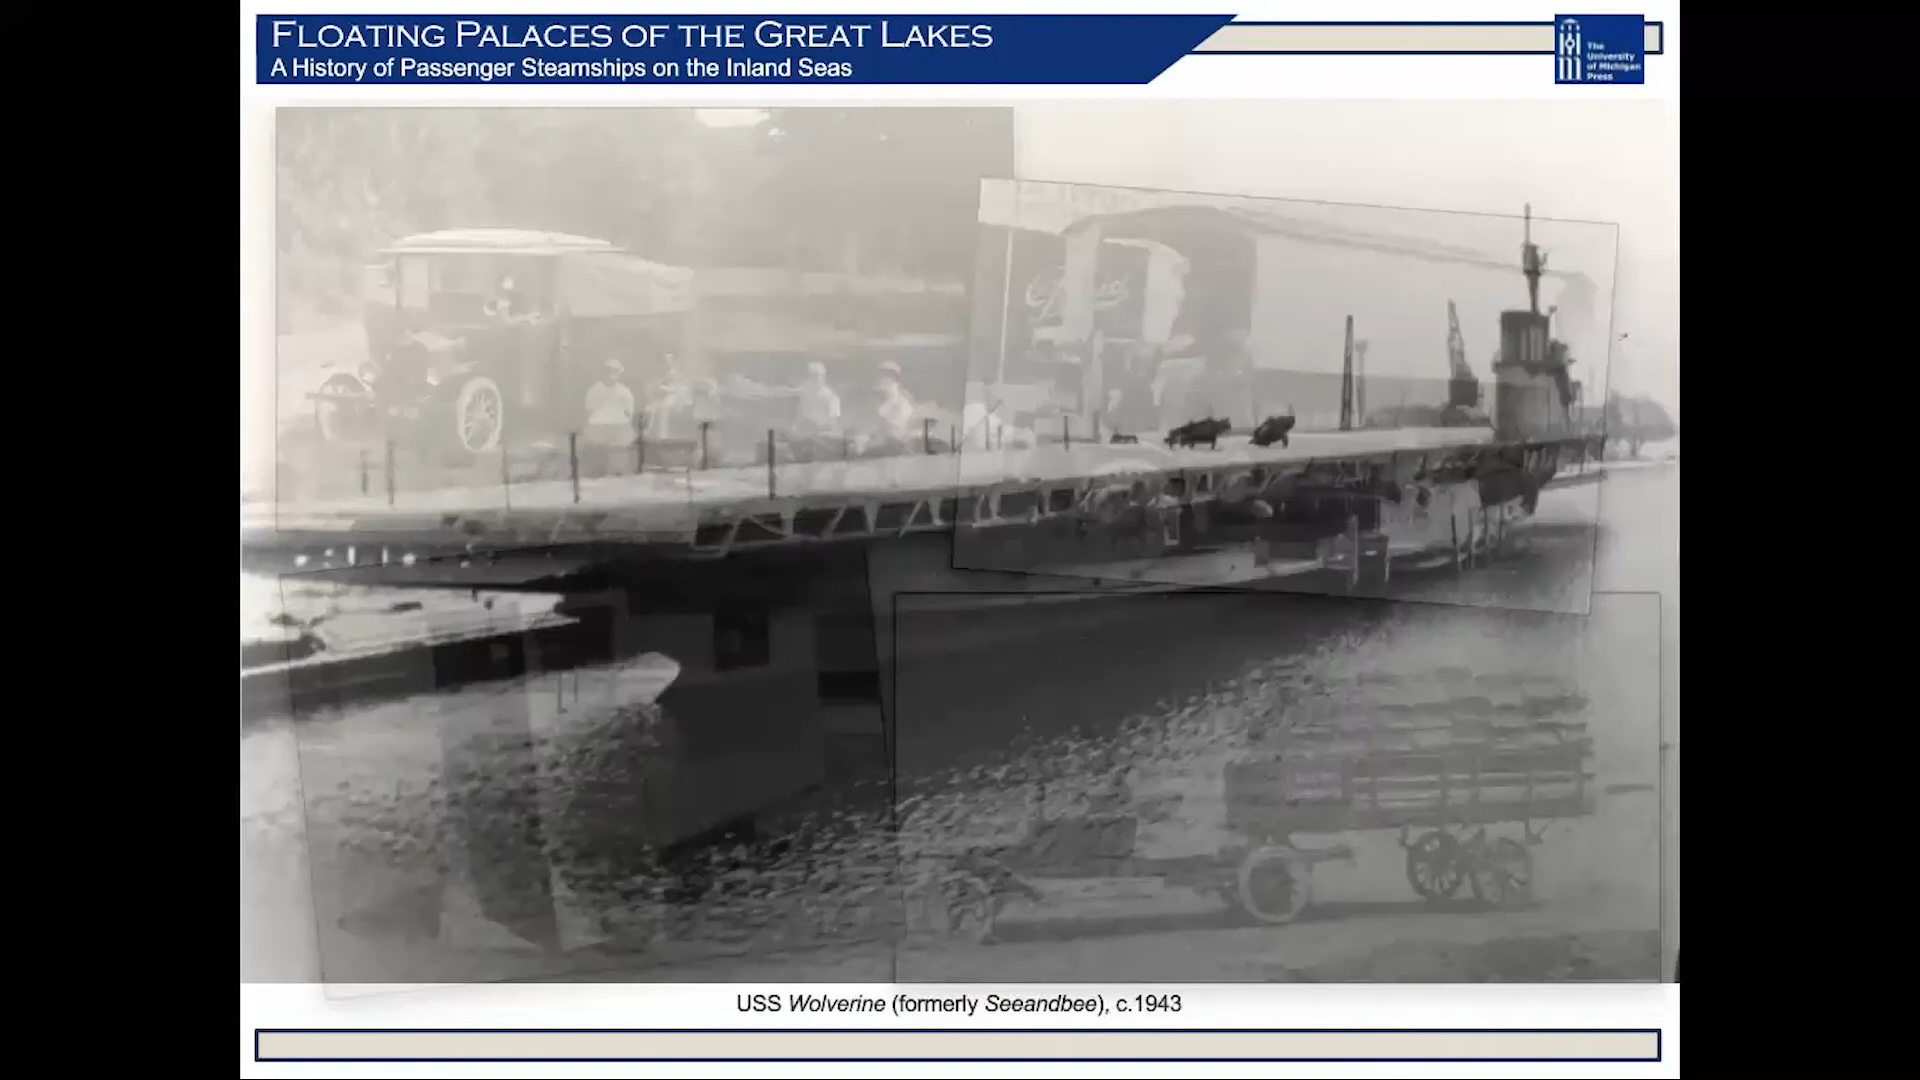 FLOATING PALACES OF THE GREAT LAKES
A History of Passenger Steamships on the Inland Seas
The
University
of Michigan
Press
USS Wolverine (formerly Seeandbee), c.1943